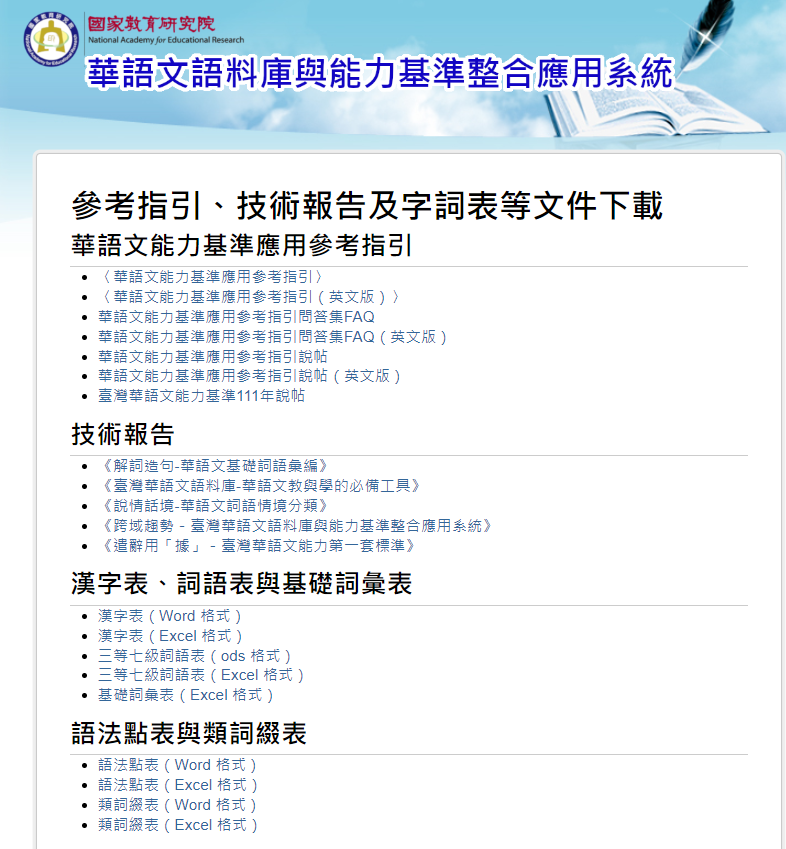 國家教育研究院
National Academy for Educational Research
華語文語料庫與能力基準整合應用系統
參考指引、技術報告及字詞表等文件下載
華語文能力基準應用參考指引
〈華語文能力基準應用參考指引〉
〈華語文能力基準應用參考指引（英文版）〉
華語文能力基準應用參考指引問答集FAQ
華語文能力基準應用參考指引問答集FAQ（英文版）
華語文能力基準應用參考指引說帖
華語文能力基準應用參考指引說帖（英文版）
臺灣華語文能力基準111年說帖
技術報告
《解詞造句-華語文基礎詞語彙編》
《臺灣華語文語料庫-華語文教與學的必備工具》
《說情話境-華語文詞語情境分類》
《跨域趨勢－臺灣華語文語料庫與能力基準整合應用系統》
《遣辭用「據」－臺灣華語文能力第一套標準》
漢字表、詞語表與基礎詞彙表
漢字表（Word 格式）
漢字表（Excel 格式）
三等七級詞語表（ods 格式）
三等七級詞語表（Excel 格式）
基礎詞彙表（Excel 格式）
語法點表與類詞綴表
語法點表（Word 格式）
語法點表（Excel 格式）
類詞綴表（Word 格式）
類詞綴表（Excel 格式）